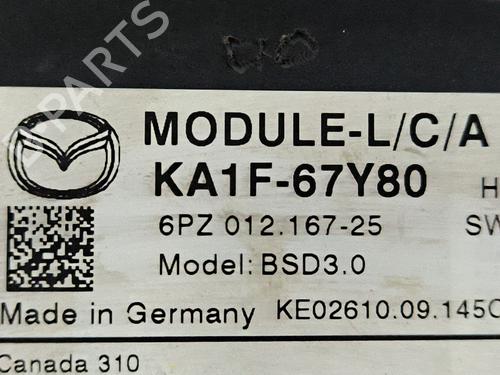 MODULE-L/C/A
KA1F-67Y80 H
6PZ 012.167-25 SW
Model: BSD3.0
Made in Germany KE02610.09.145C
Canada 310
B-PARTS